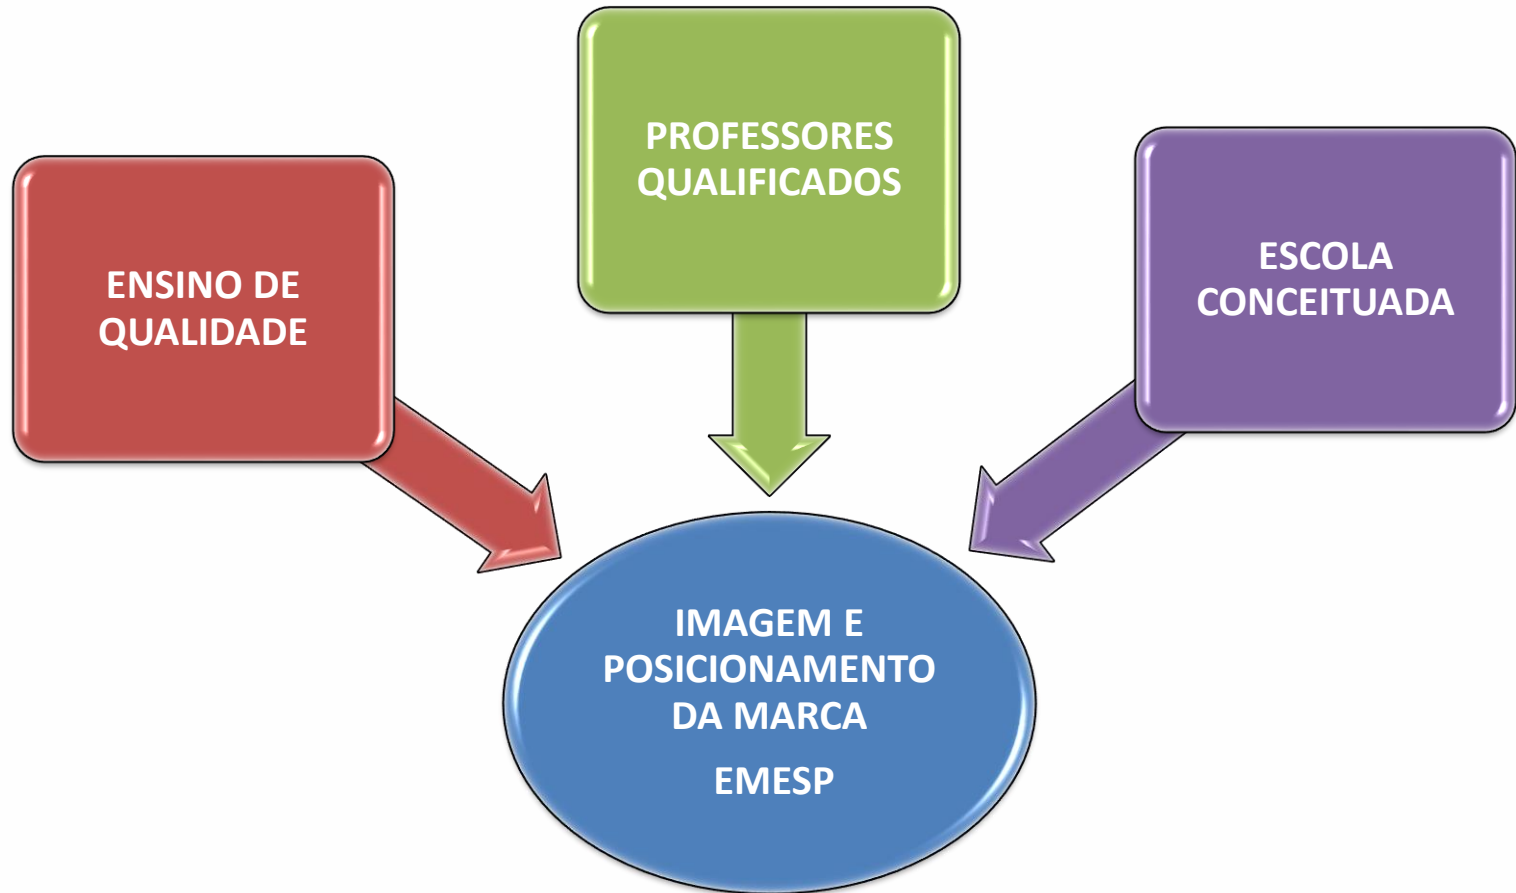 PROFESSORES
QUALIFICADOS
ENSINO DE
QUALIDADE
ESCOLA
CONCEITUADA
IMAGEM E
POSICIONAMENTO
DA MARCA
EMESP